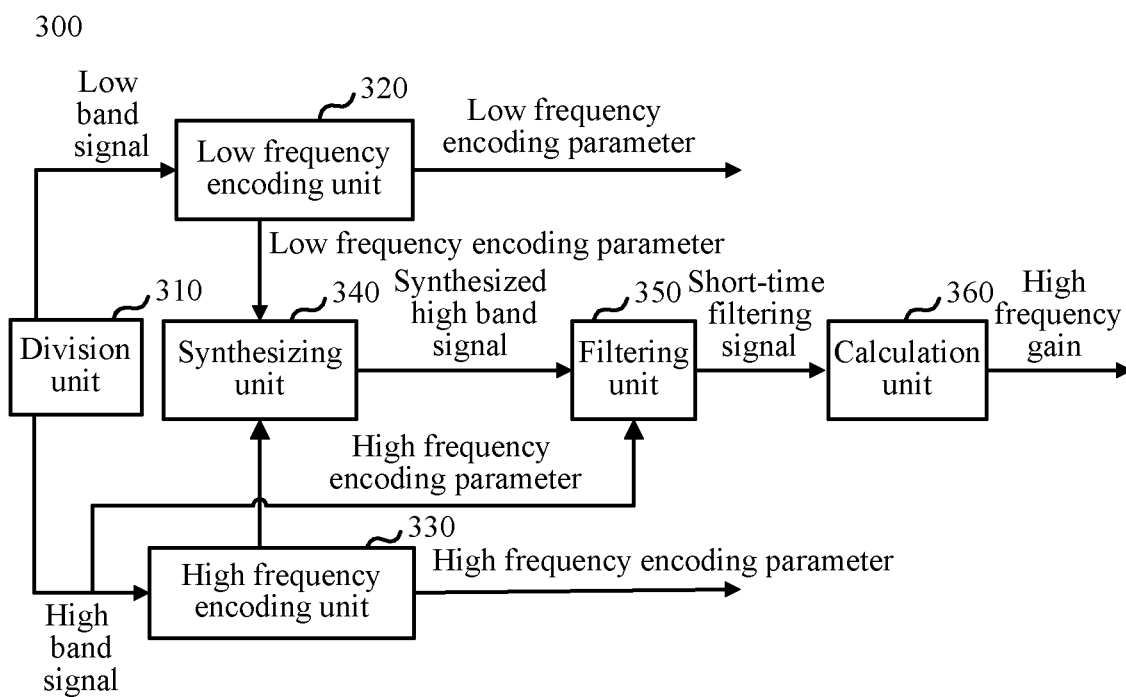 300
Low
band
signal
320
Low frequency
encoding unit
Low frequency
encoding parameter
Low frequency encoding parameter
310
Division
unit
340
Synthesizing
unit
Synthesized
high band
signal
350
Filtering
unit
Short-time
filtering
signal
360
Calculation
unit
High
frequency
gain
High frequency
encoding parameter
330
High frequency
encoding unit
High frequency encoding parameter
High
band
signal